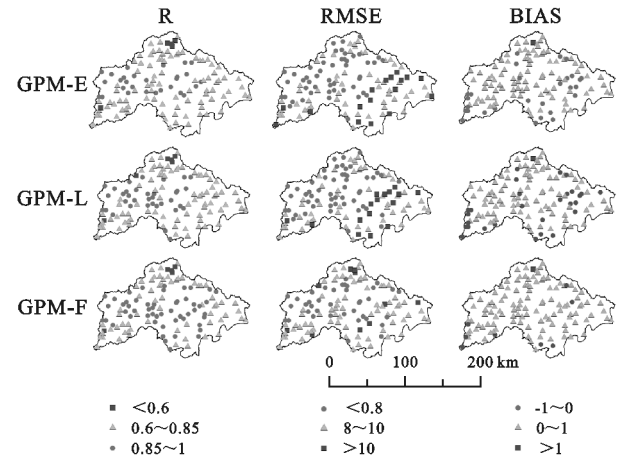 R RMSE BIAS
GPM-E
GPM-L
GPM-F
0 100 200 km
<0.6 <0.8 -1～0
0.6～0.85 8～10 0～1
0.85～1 >10 >1